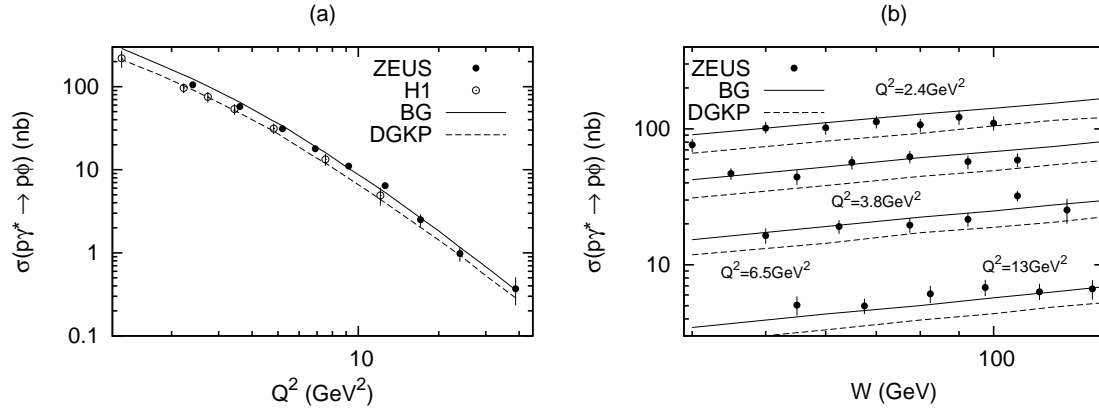 (a)
σ(pγ* → pϕ) (nb)
100
10
1
0.1
10
Q² (GeV²)
ZEUS
H1
BG
DGKP
(b)
σ(pγ* → pϕ) (nb)
100
10
100
W (GeV)
ZEUS
BG
DGKP
Q²=2.4GeV²
Q²=3.8GeV²
Q²=6.5GeV²
Q²=13GeV²